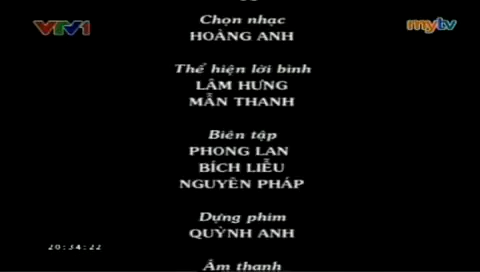 VTV1
mytv
Chọn nhạc
HOÀNG ANH
Thể hiện lời bình
LÂM HƯNG
MẪN THANH
Biên tập
PHONG LAN
BÍCH LIỄU
NGUYÊN PHÁP
Dựng phim
QUỲNH ANH
20:34:22
Âm thanh